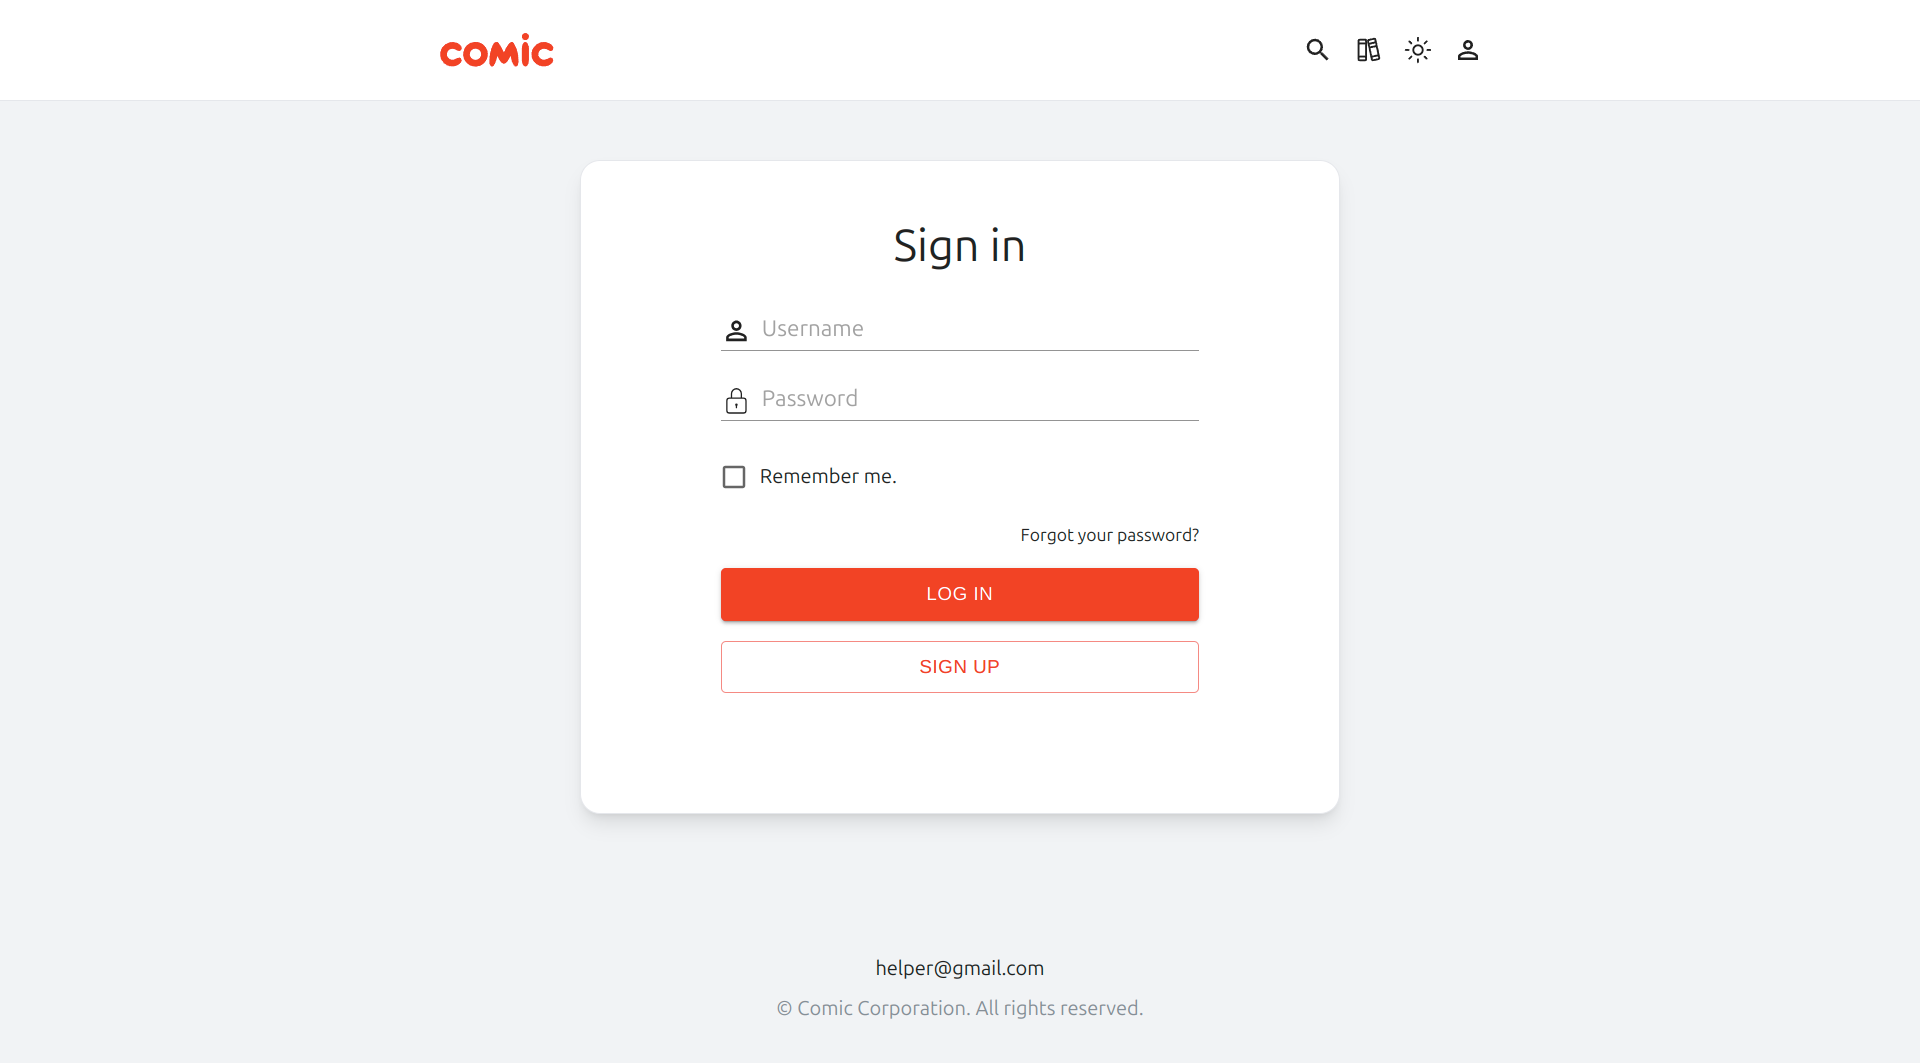 comic
Sign in
Username
Password
Remember me.
Forgot your password?
LOG IN
SIGN UP
helper@gmail.com
© Comic Corporation. All rights reserved.